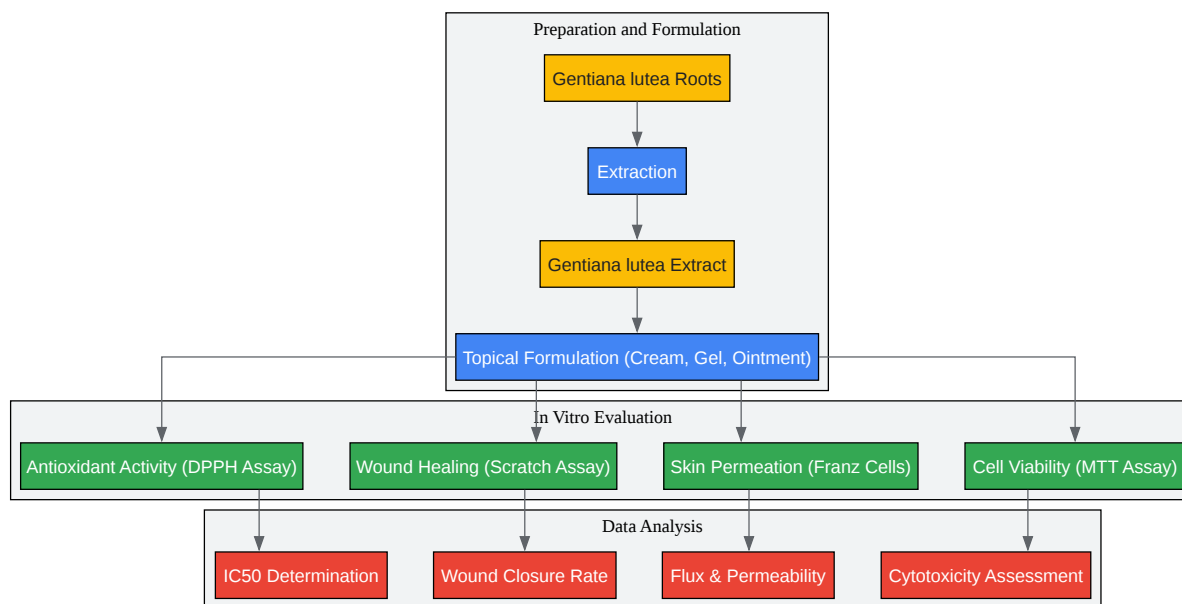 Preparation and Formulation
Gentiana lutea Roots
Extraction
Gentiana lutea Extract
Topical Formulation (Cream, Gel, Ointment)
In Vitro Evaluation
Antioxidant Activity (DPPH Assay)
Wound Healing (Scratch Assay)
Skin Permeation (Franz Cells)
Cell Viability (MTT Assay)
Data Analysis
IC50 Determination
Wound Closure Rate
Flux & Permeability
Cytotoxicity Assessment